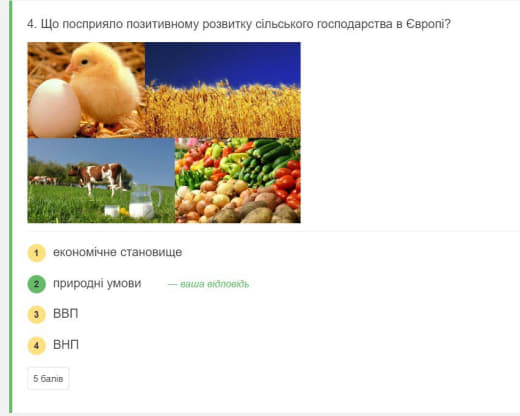 4. Що посприяло позитивному розвитку сільського господарства в Європі?
1 економічне становище
2 природні умови — ваша відповідь
3 ВВП
4 ВНП
5 балів